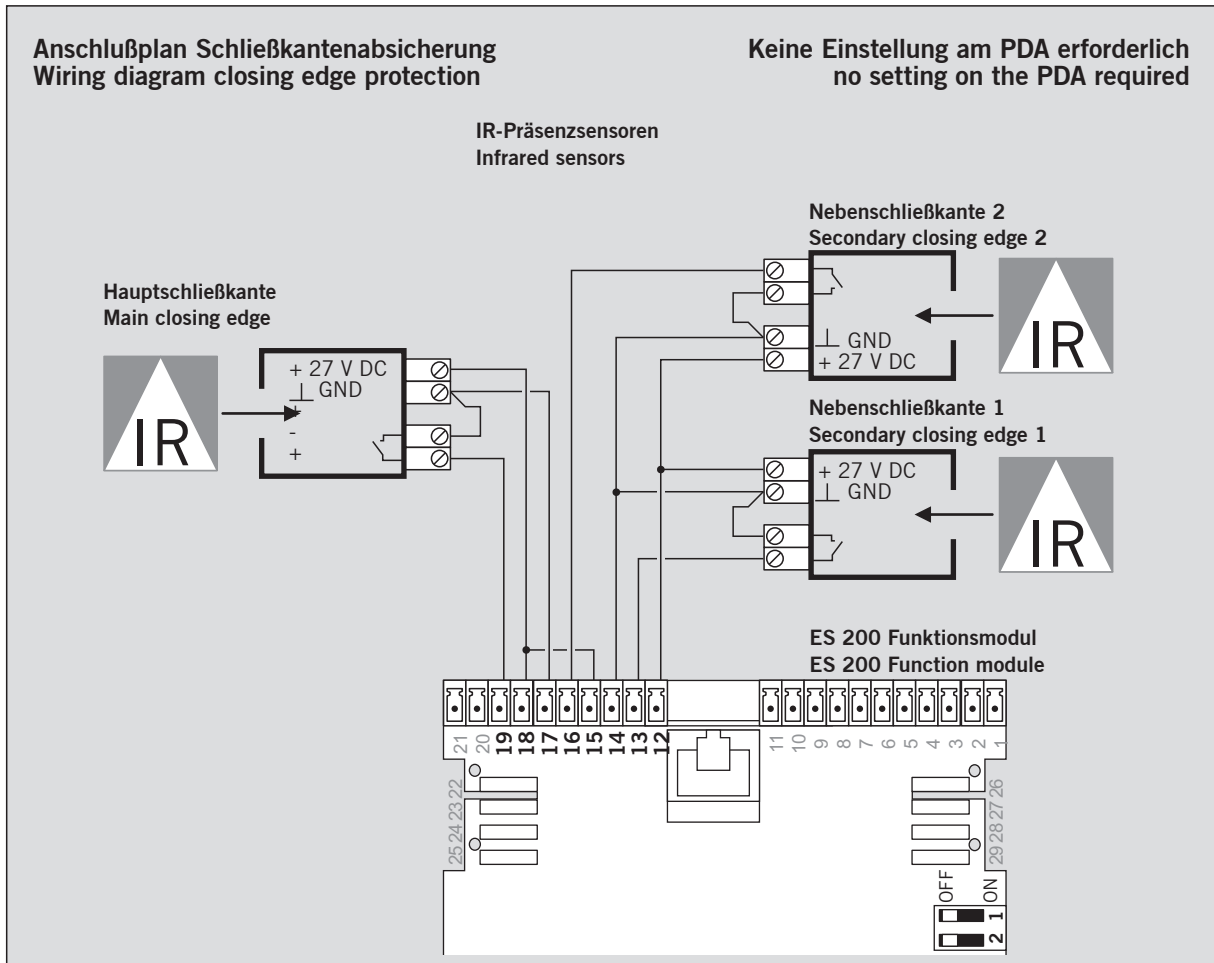 Anschlußplan Schließkantenabsicherung
Wiring diagram closing edge protection
Keine Einstellung am PDA erforderlich
no setting on the PDA required
IR-Präsenzsensoren
Infrared sensors
Nebenschließkante 2
Secondary closing edge 2
GND
+ 27 V DC
IR
Hauptschließkante
Main closing edge
IR
+ 27 V DC
GND
-
+
Nebenschließkante 1
Secondary closing edge 1
+ 27 V DC
GND
IR
ES 200 Funktionsmodul
ES 200 Function module
21 20 19 18 17 16 15 14 13 12 11 10 9 8 7 6 5 4 3 2 1
25 24 23 22
29 28 27 26
OFF ON
1
2